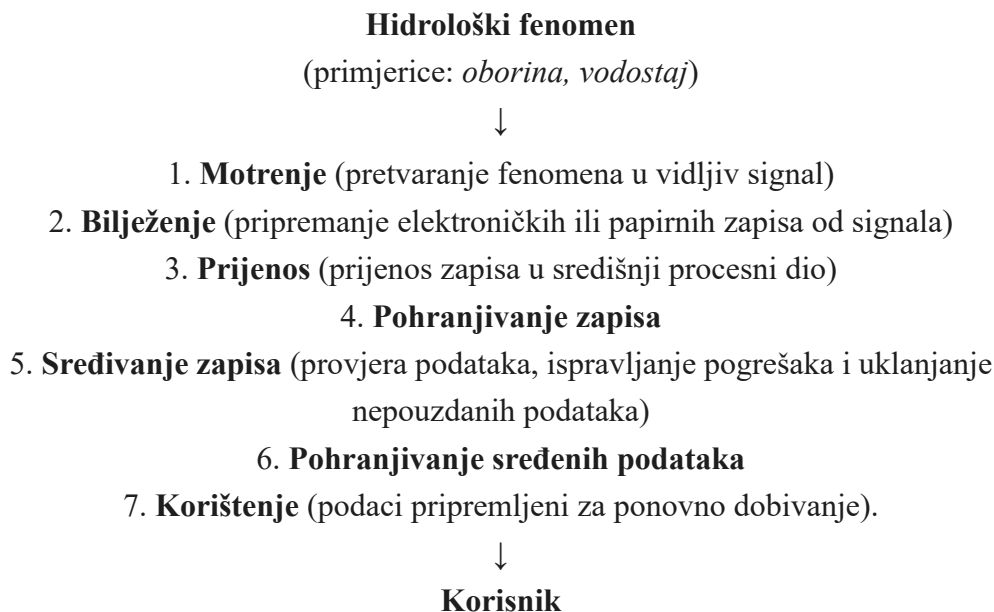 Hidrološki fenomen
(primjerice: oborina, vodostaj)
↓
1. Motrenje (pretvaranje fenomena u vidljiv signal)
2. Bilježenje (pripremanje elektroničkih ili papirnih zapisa od signala)
3. Prijenos (prijenos zapisa u središnji procesni dio)
4. Pohranjivanje zapisa
5. Sređivanje zapisa (provjera podataka, ispravljanje pogrešaka i uklanjanje
nepouzdanih podataka)
6. Pohranjivanje sređenih podataka
7. Korištenje (podaci pripremljeni za ponovno dobivanje).
↓
Korisnik